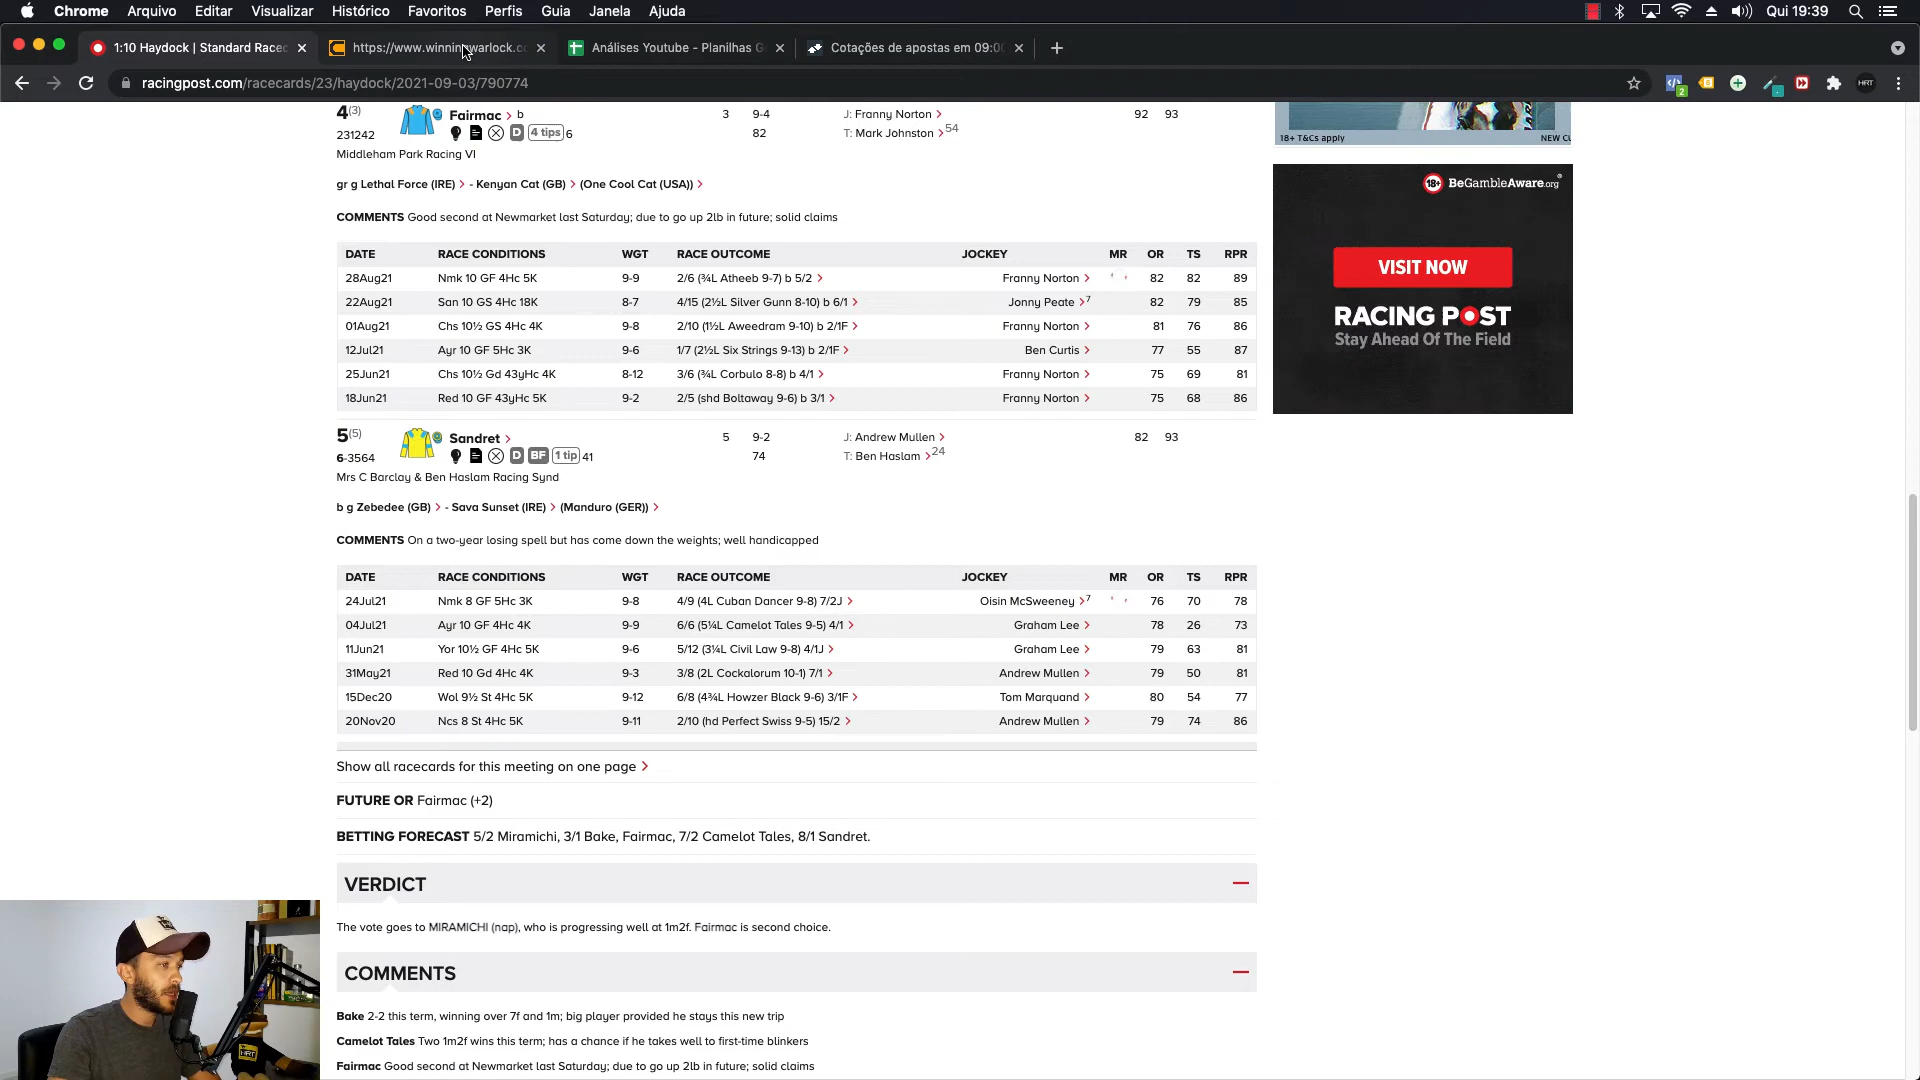 Chrome Arquivo Editar Visualizar Histórico Favoritos Perfis Guia Janela Ajuda Qui 19:39
1:10 Haydock | Standard Racec https://www.winningwarlock.co Análises Youtube - Planilhas G Cotações de apostas em 09:00
racingpost.com/racecards/23/haydock/2021-09-03/790774 HRT
4(3) Fairmac b 3 9-4 J: Franny Norton 92 93
231242 D 4 tips 6 82 T: Mark Johnston 54
Middleham Park Racing VI
gr g Lethal Force (IRE) - Kenyan Cat (GB) (One Cool Cat (USA))
COMMENTS Good second at Newmarket last Saturday; due to go up 2lb in future; solid claims
DATE RACE CONDITIONS WGT RACE OUTCOME JOCKEY MR OR TS RPR
28Aug21 Nmk 10 GF 4Hc 5K 9-9 2/6 (¾L Atheeb 9-7) b 5/2 Franny Norton 82 82 89
22Aug21 San 10 GS 4Hc 18K 8-7 4/15 (2½L Silver Gunn 8-10) b 6/1 Jonny Peate 7 82 79 85
01Aug21 Chs 10½ GS 4Hc 4K 9-8 2/10 (1½L Aweedram 9-10) b 2/1F Franny Norton 81 76 86
12Jul21 Ayr 10 GF 5Hc 3K 9-6 1/7 (2½L Six Strings 9-13) b 2/1F Ben Curtis 77 55 87
25Jun21 Chs 10½ Gd 43yHc 4K 8-12 3/6 (¾L Corbulo 8-8) b 4/1 Franny Norton 75 69 81
18Jun21 Red 10 GF 43yHc 5K 9-2 2/5 (shd Boltaway 9-6) b 3/1 Franny Norton 75 68 86
5(5) Sandret 5 9-2 J: Andrew Mullen 82 93
6-3564 D BF 1 tip 41 74 T: Ben Haslam 24
Mrs C Barclay & Ben Haslam Racing Synd
b g Zebedee (GB) - Sava Sunset (IRE) (Manduro (GER))
COMMENTS On a two-year losing spell but has come down the weights; well handicapped
DATE RACE CONDITIONS WGT RACE OUTCOME JOCKEY MR OR TS RPR
24Jul21 Nmk 8 GF 5Hc 3K 9-8 4/9 (4L Cuban Dancer 9-8) 7/2J Oisin McSweeney 7 76 70 78
04Jul21 Ayr 10 GF 4Hc 4K 9-9 6/6 (5¼L Camelot Tales 9-5) 4/1 Graham Lee 78 26 73
11Jun21 Yor 10½ GF 4Hc 5K 9-6 5/12 (3¼L Civil Law 9-8) 4/1J Graham Lee 79 63 81
31May21 Red 10 Gd 4Hc 4K 9-3 3/8 (2L Cockalorum 10-1) 7/1 Andrew Mullen 79 50 81
15Dec20 Wol 9½ St 4Hc 5K 9-12 6/8 (4¾L Howzer Black 9-6) 3/1F Tom Marquand 80 54 77
20Nov20 Ncs 8 St 4Hc 5K 9-11 2/10 (hd Perfect Swiss 9-5) 15/2 Andrew Mullen 79 74 86
Show all racecards for this meeting on one page
FUTURE OR Fairmac (+2)
BETTING FORECAST 5/2 Miramichi, 3/1 Bake, Fairmac, 7/2 Camelot Tales, 8/1 Sandret.
VERDICT
The vote goes to MIRAMICHI (nap), who is progressing well at 1m2f. Fairmac is second choice.
COMMENTS
Bake 2-2 this term, winning over 7f and 1m; big player provided he stays this new trip
Camelot Tales Two 1m2f wins this term; has a chance if he takes well to first-time blinkers
Fairmac Good second at Newmarket last Saturday; due to go up 2lb in future; solid claims
18+ T&Cs apply NEW CU
18+ BeGambleAware.org
VISIT NOW
RACING POST
Stay Ahead Of The Field
HRT